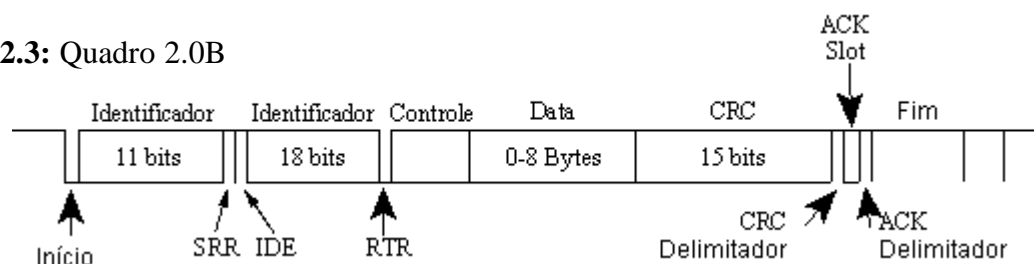 2.3: Quadro 2.0B
ACK
Slot
Identificador Identificador Controle Data CRC Fim
11 bits 18 bits 0-8 Bytes 15 bits
Início SRR IDE RTR
CRC
Delimitador
ACK
Delimitador